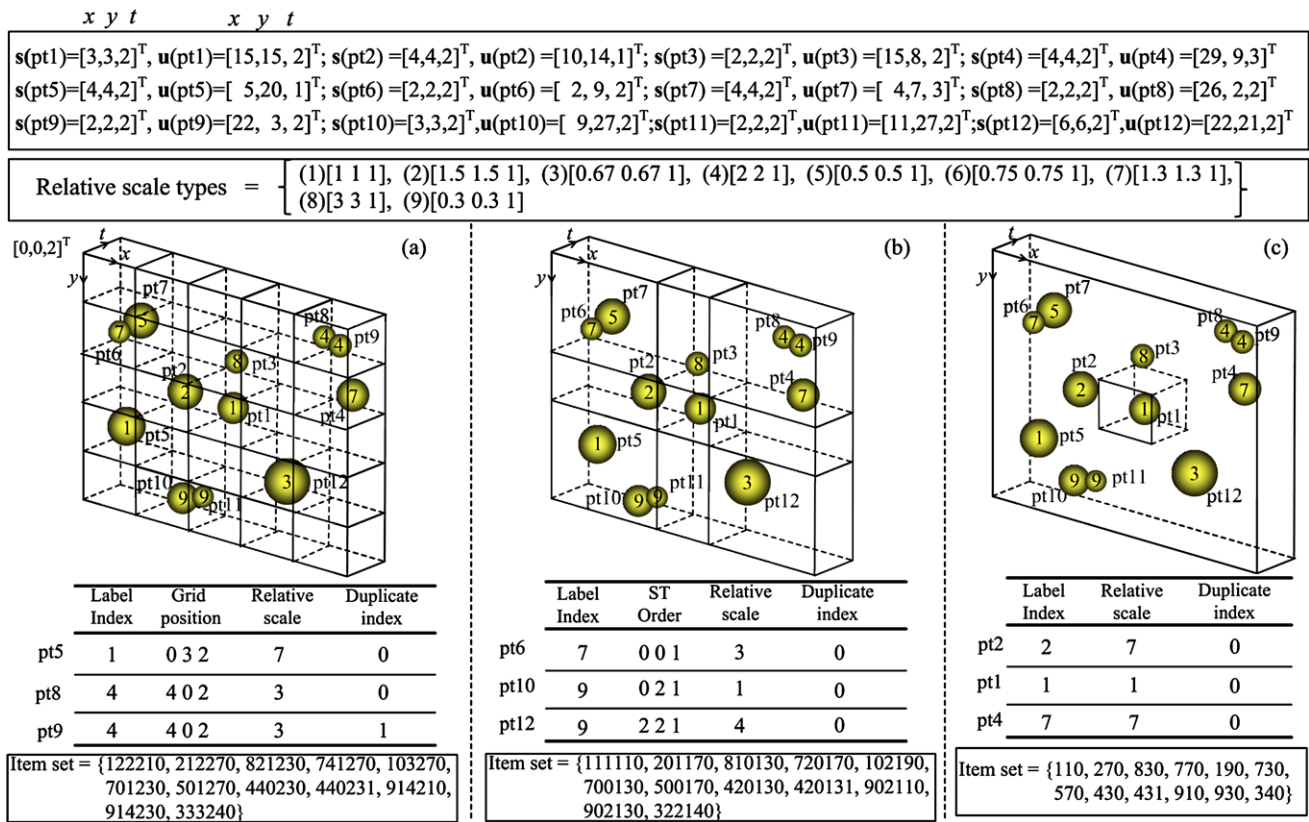 x y t x y t
s(pt1)=[3,3,2]ᵀ, u(pt1)=[15,15, 2]ᵀ; s(pt2) =[4,4,2]ᵀ, u(pt2) =[10,14,1]ᵀ; s(pt3) =[2,2,2]ᵀ, u(pt3) =[15,8, 2]ᵀ; s(pt4) =[4,4,2]ᵀ, u(pt4) =[29, 9,3]ᵀ
s(pt5) =[4,4,2]ᵀ, u(pt5)=[ 5,20, 1]ᵀ; s(pt6) =[2,2,2]ᵀ, u(pt6) =[ 2, 9, 2]ᵀ; s(pt7) =[4,4,2]ᵀ, u(pt7) =[ 4,7, 3]ᵀ; s(pt8) =[2,2,2]ᵀ, u(pt8) =[26, 2,2]ᵀ
s(pt9) =[2,2,2]ᵀ, u(pt9)=[22, 3, 2]ᵀ; s(pt10) =[3,3,2]ᵀ,u(pt10)=[ 9,27,2]ᵀ;s(pt11)=[2,2,2]ᵀ,u(pt11)=[11,27,2]ᵀ;s(pt12)=[6,6,2]ᵀ,u(pt12)=[22,21,2]ᵀ
Relative scale types = { (1)[1 1 1], (2)[1.5 1.5 1], (3)[0.67 0.67 1], (4)[2 2 1], (5)[0.5 0.5 1], (6)[0.75 0.75 1], (7)[1.3 1.3 1],
(8)[3 3 1], (9)[0.3 0.3 1] }
[0,0,2]ᵀ
t
x
y
(a)
pt7
5
7
pt6
pt8
4
4
pt9
8
pt3
pt2
2
1
pt1
7
pt4
1
pt5
3
pt12
pt10
9
9
pt11
Label Index Grid position Relative scale Duplicate index
pt5 1 0 3 2 7 0
pt8 4 4 0 2 3 0
pt9 4 4 0 2 3 1
Item set = {122210, 212270, 821230, 741270, 103270,
701230, 501270, 440230, 440231, 914210,
914230, 333240}
t
x
y
(b)
pt7
5
pt6
7
pt8
4
4
pt9
8
pt3
pt2
2
1
pt1
pt4
7
1
pt5
3
pt12
pt10
9
9
pt11
Label Index ST Order Relative scale Duplicate index
pt6 7 0 0 1 3 0
pt10 9 0 2 1 1 0
pt12 9 2 2 1 4 0
Item set = {111110, 201170, 810130, 720170, 102190,
700130, 500170, 420130, 420131, 902110,
902130, 322140}
t
x
y
(c)
pt6
7
pt7
5
pt8
4
4
pt9
8
pt3
pt2
2
1
pt1
pt4
7
1
pt5
3
pt12
pt10
9
9
pt11
Label Index Relative scale Duplicate index
pt2 2 7 0
pt1 1 1 0
pt4 7 7 0
Item set = {110, 270, 830, 770, 190, 730,
570, 430, 431, 910, 930, 340}